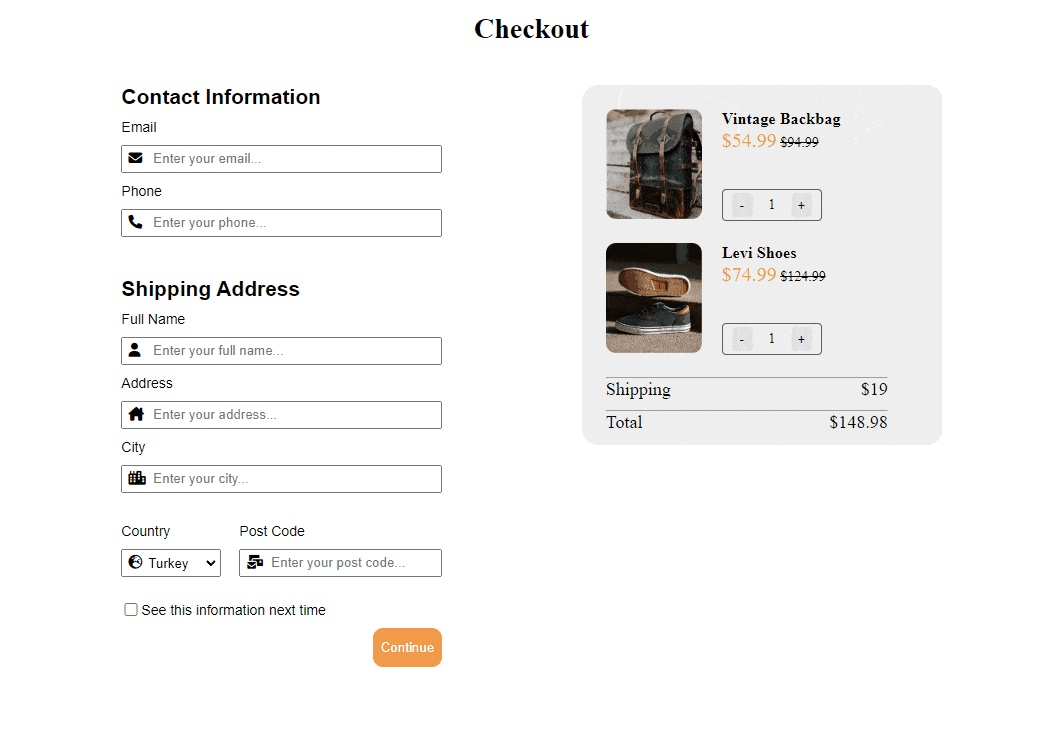 Checkout
Contact Information
Email
Enter your email...
Phone
Enter your phone...
Shipping Address
Full Name
Enter your full name...
Address
Enter your address...
City
Enter your city...
Country
Post Code
Turkey
Enter your post code...
See this information next time
Continue
Vintage Backbag
$54.99 $94.99
- 1 +
Levi Shoes
$74.99 $124.99
- 1 +
Shipping $19
Total $148.98